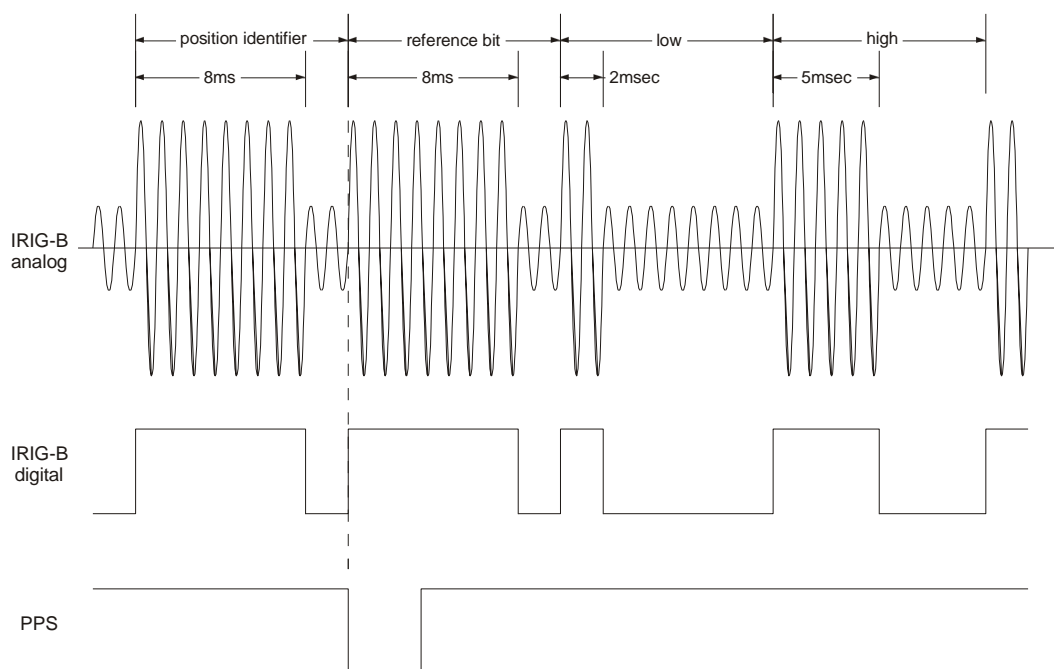 position identifier
reference bit
low
high
8ms
8ms
2msec
5msec
IRIG-B
analog
IRIG-B
digital
PPS